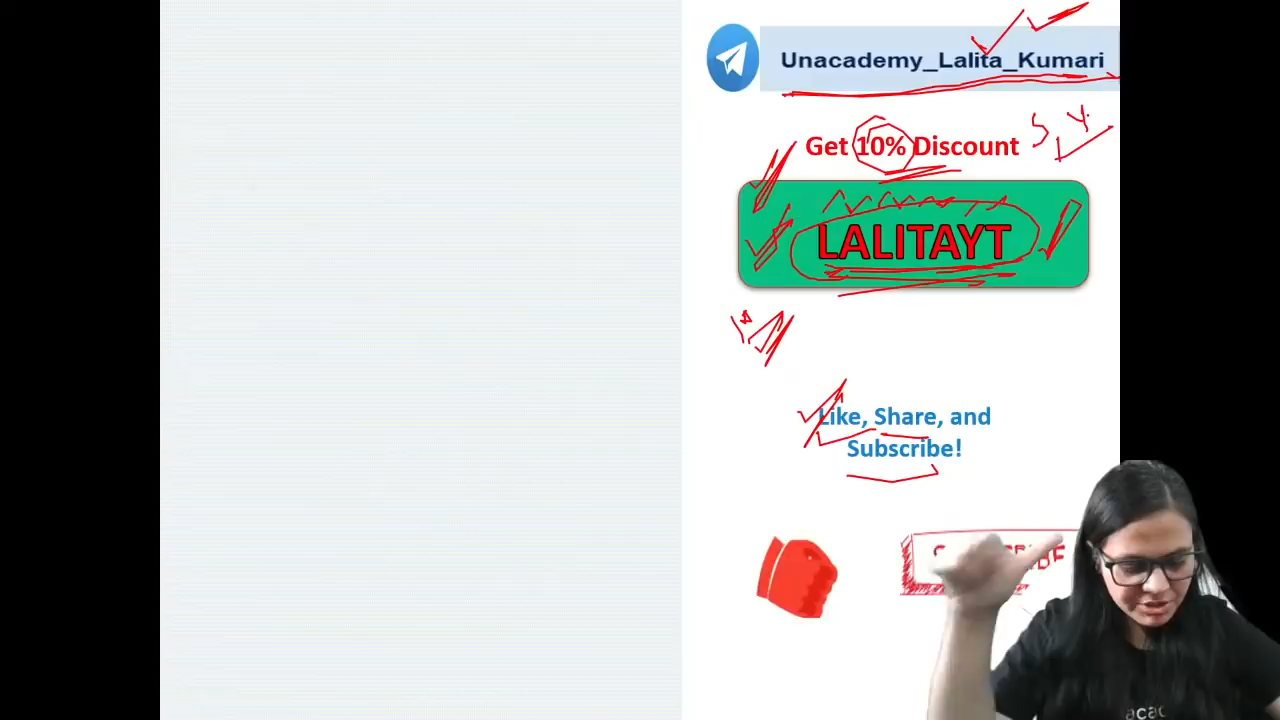 Unacademy_Lalita_Kumari
Get 10% Discount
S Y
LALITAYT
Like, Share, and
Subscribe!